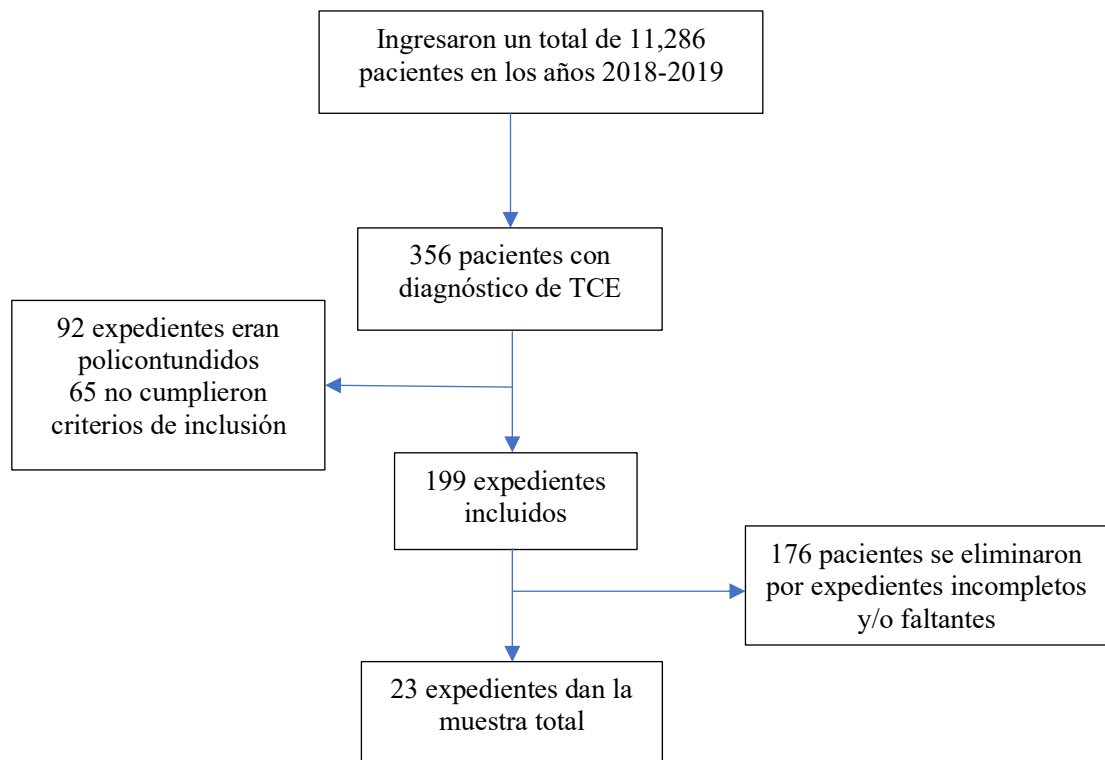 Ingresaron un total de 11,286
pacientes en los años 2018-2019
356 pacientes con
diagnóstico de TCE
92 expedientes eran
policontundidos
65 no cumplieron
criterios de inclusión
199 expedientes
incluidos
176 pacientes se eliminaron
por expedientes incompletos
y/o faltantes
23 expedientes dan la
muestra total